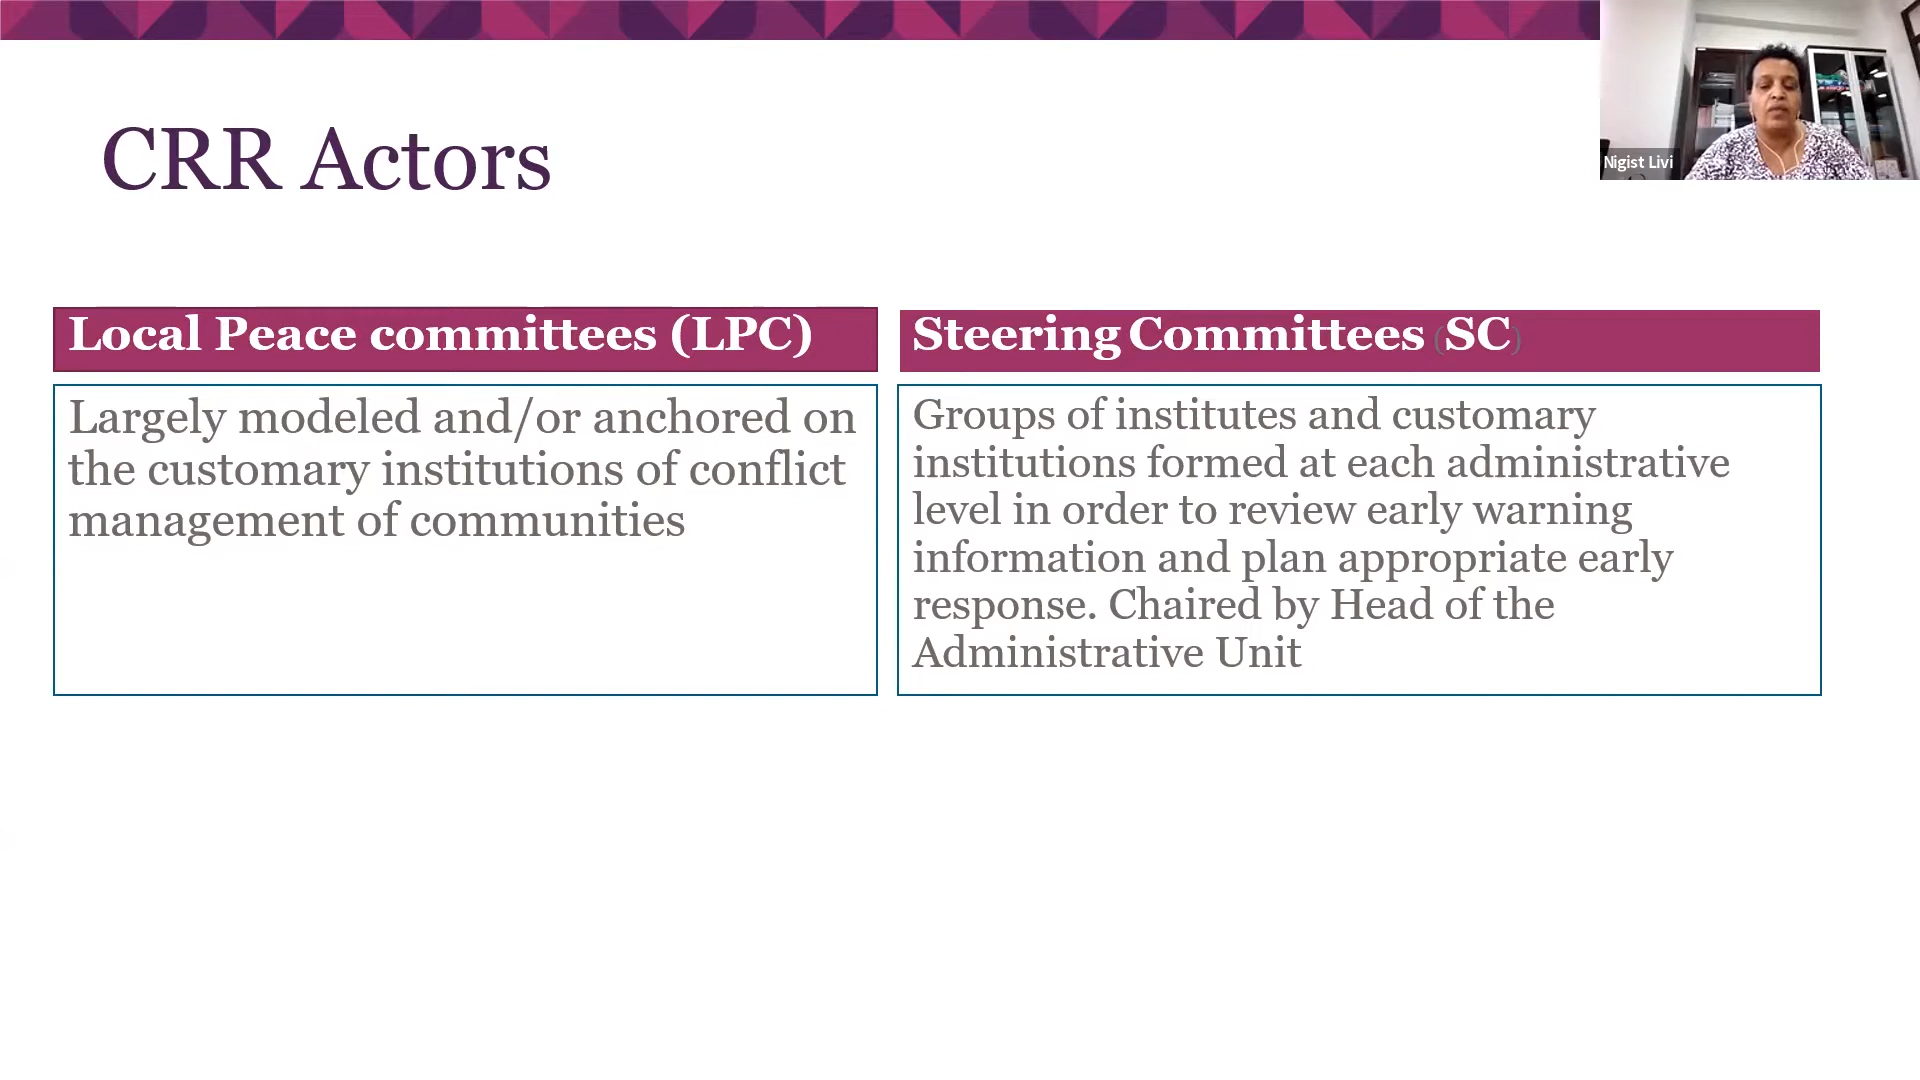 CRR Actors
Nigist Livi
Local Peace committees (LPC)
Largely modeled and/or anchored on
the customary institutions of conflict
management of communities
Steering Committees (SC)
Groups of institutes and customary
institutions formed at each administrative
level in order to review early warning
information and plan appropriate early
response. Chaired by Head of the
Administrative Unit